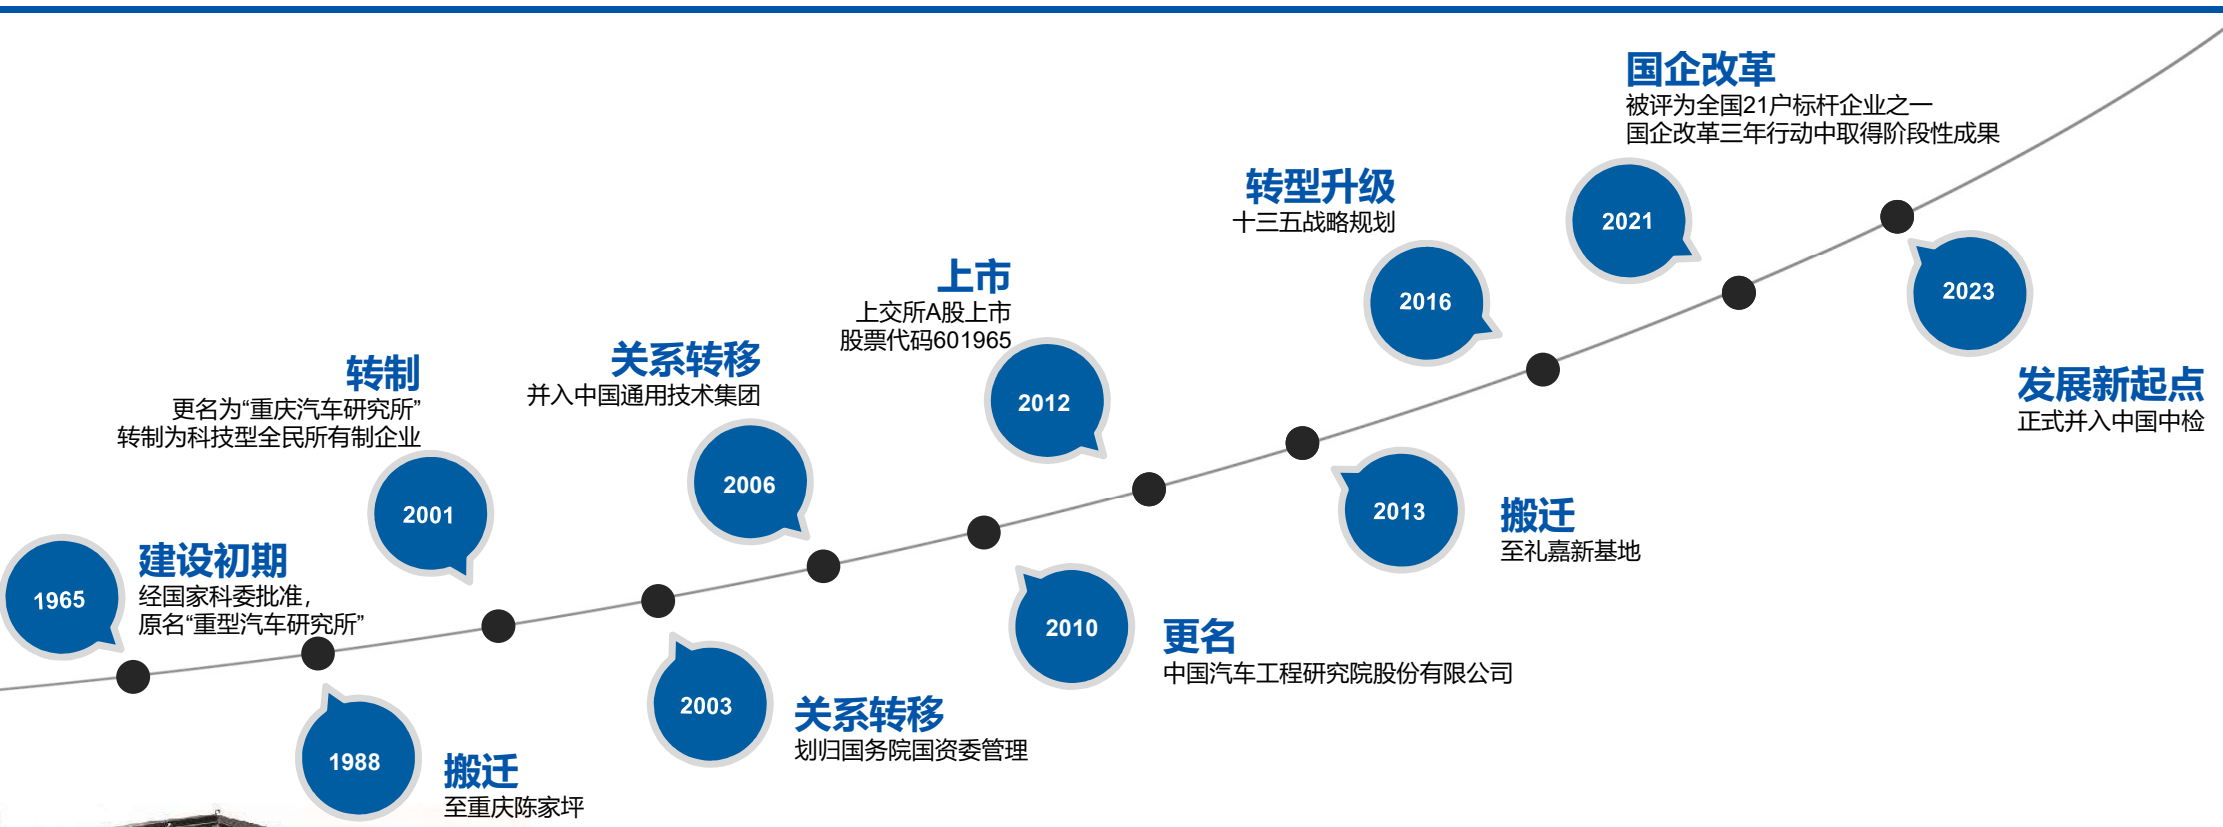 1965
建设初期
经国家科委批准，
原名“重型汽车研究所”
1988
搬迁
至重庆陈家坪
2001
转制
更名为“重庆汽车研究所”
转制为科技型全民所有制企业
2003
关系转移
划归国务院国资委管理
2006
关系转移
并入中国通用技术集团
2010
更名
中国汽车工程研究院股份有限公司
2012
上市
上交所A股上市
股票代码601965
2013
搬迁
至礼嘉新基地
2016
转型升级
十三五战略规划
2021
国企改革
被评为全国21户标杆企业之一
国企改革三年行动中取得阶段性成果
2023
发展新起点
正式并入中国中检